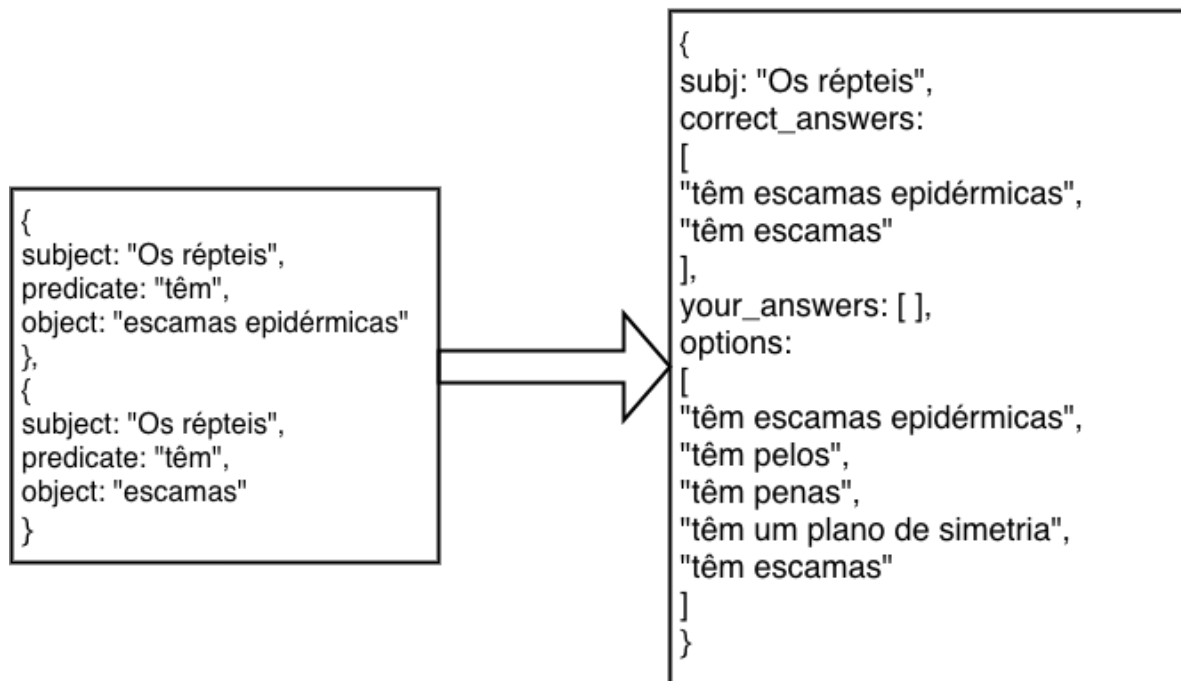 {
subject: "Os répteis",
predicate: "têm",
object: "escamas epidérmicas"
},
{
subject: "Os répteis",
predicate: "têm",
object: "escamas"
}
{
subj: "Os répteis",
correct_answers:
[
"têm escamas epidérmicas",
"têm escamas"
],
your_answers: [ ],
options:
[
"têm escamas epidérmicas",
"têm pelos",
"têm penas",
"têm um plano de simetria",
"têm escamas"
]
}